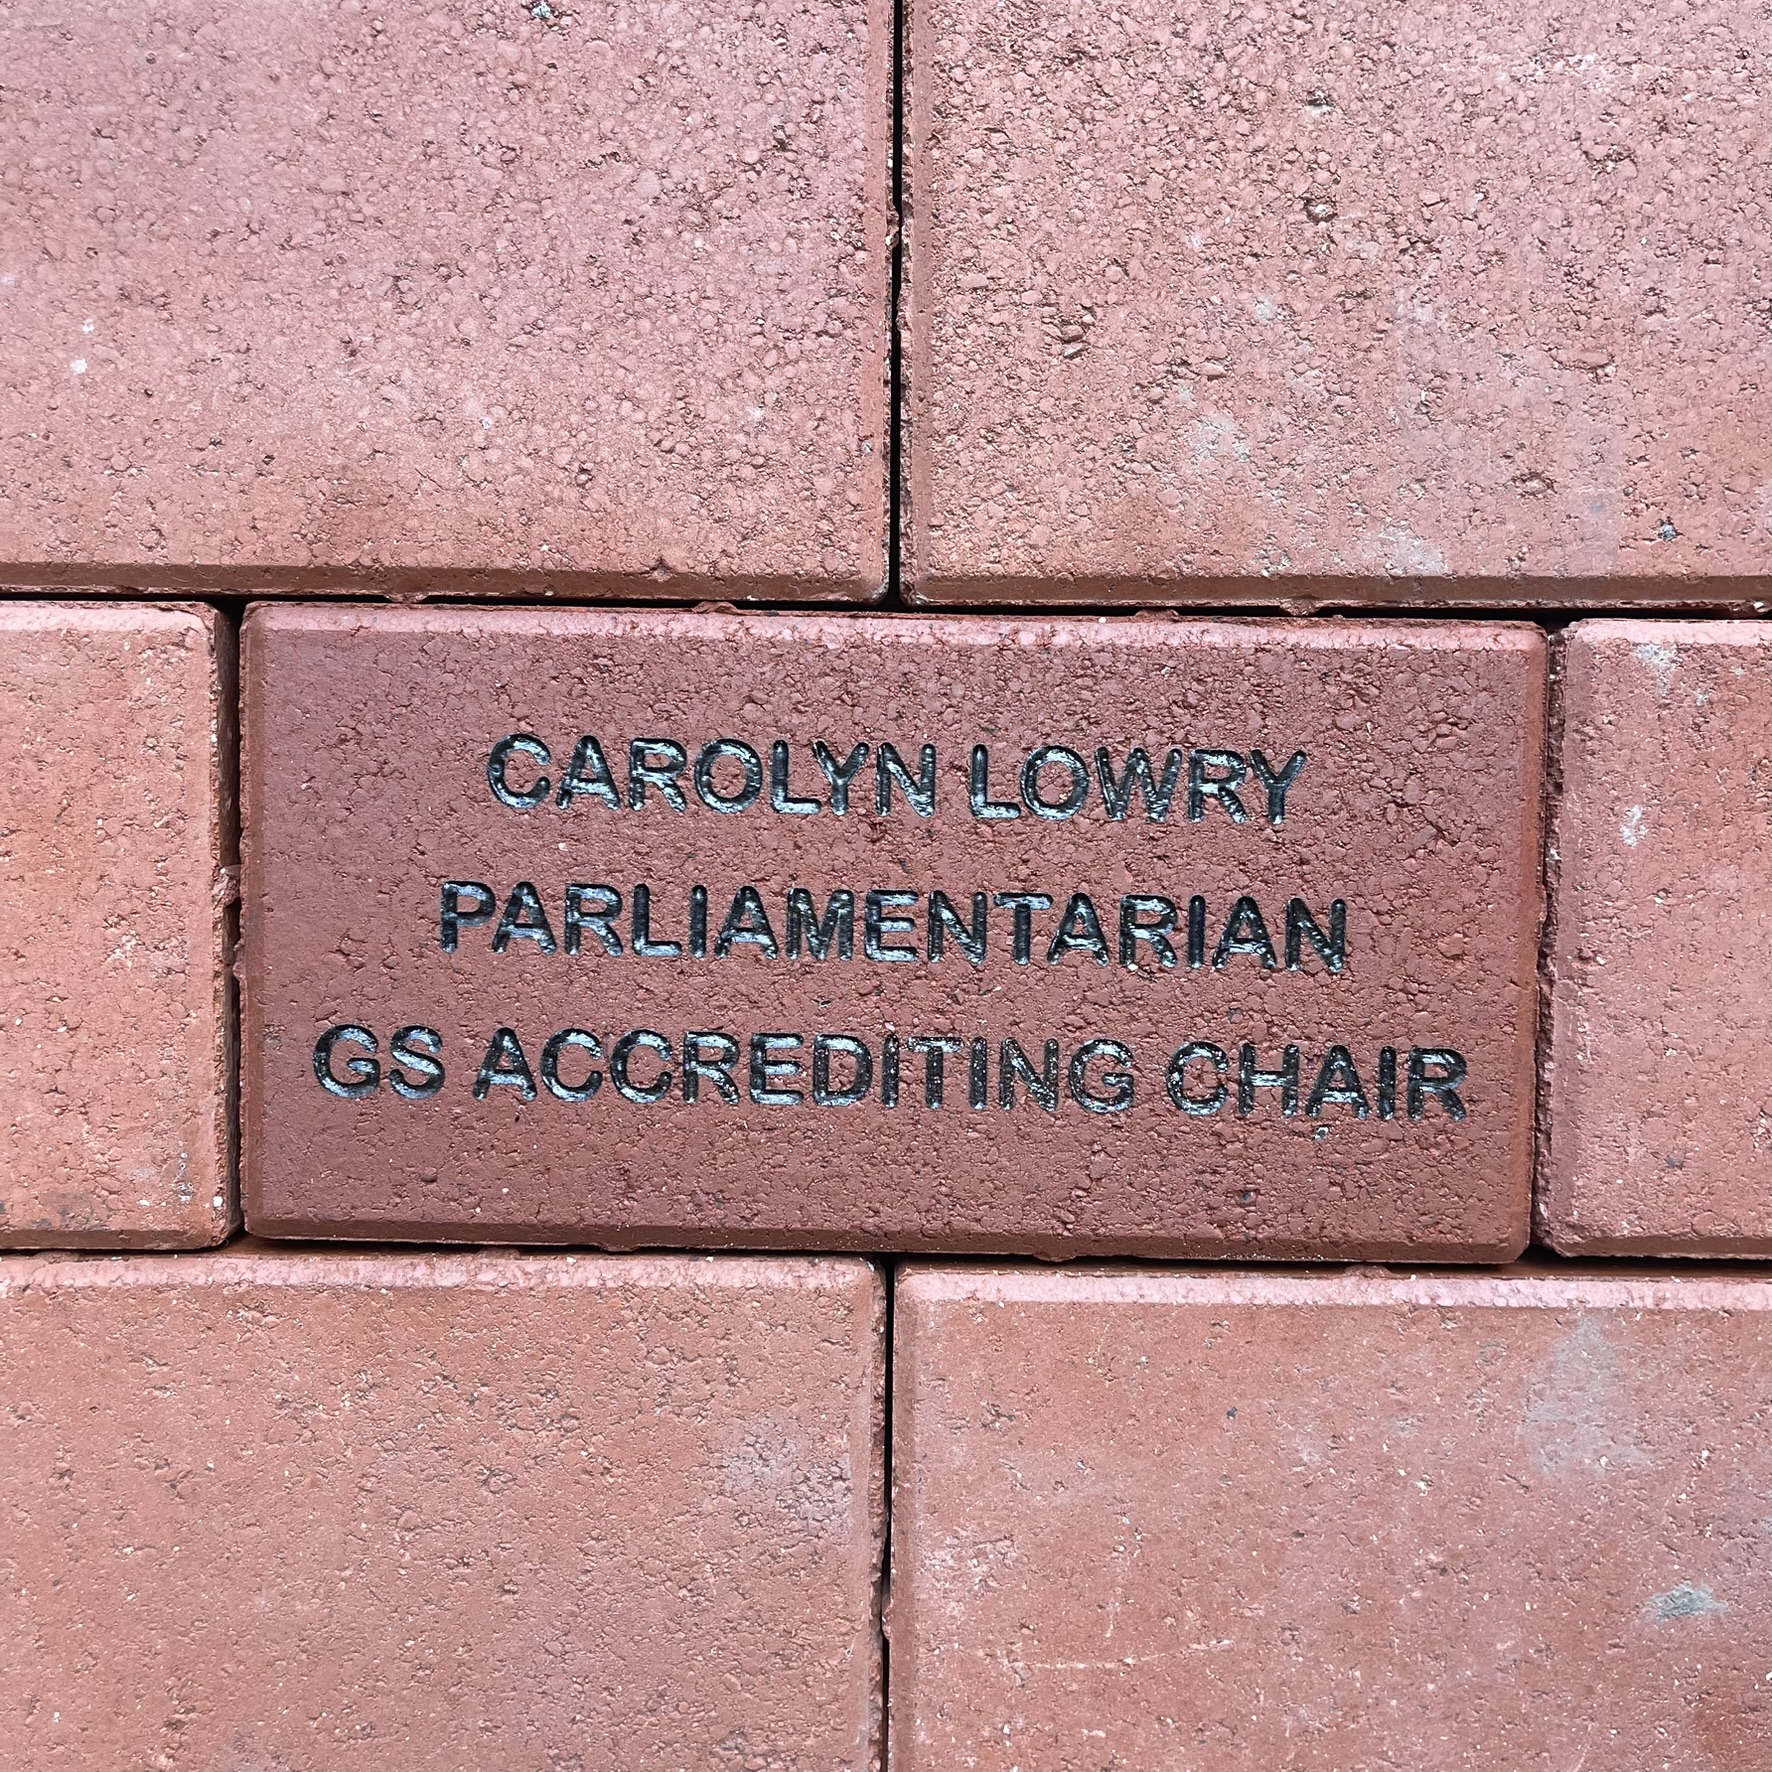 CAROLYN LOWRY
PARLIAMENTARIAN
GS ACCREDITING CHAIR